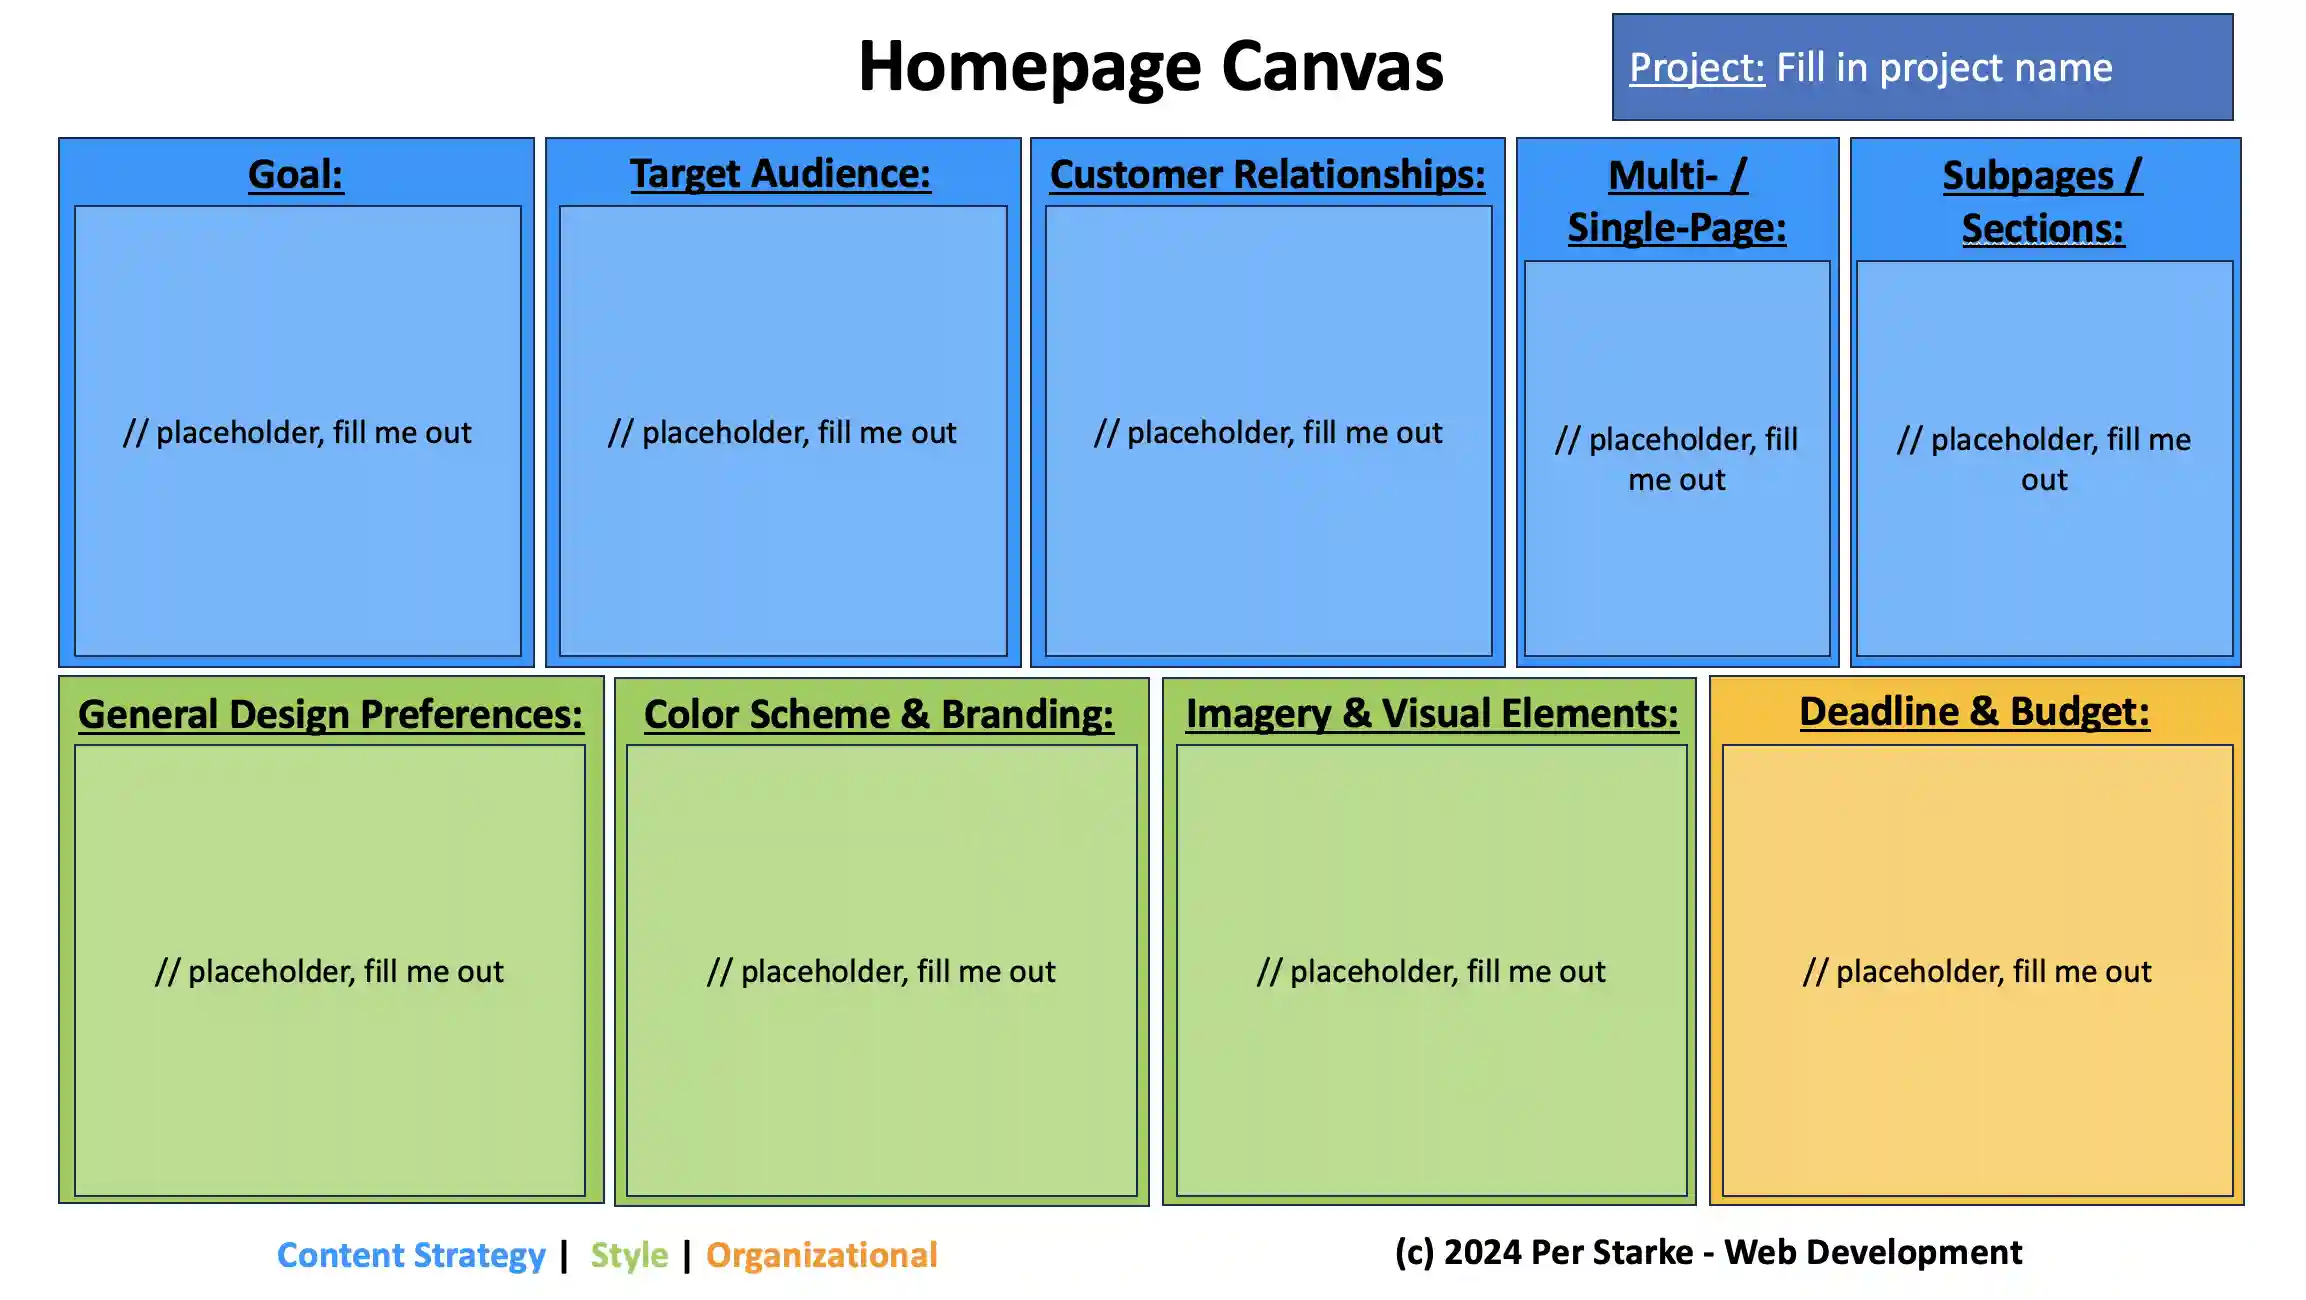 Homepage Canvas
Project: Fill in project name
Goal:
// placeholder, fill me out
Target Audience:
// placeholder, fill me out
Customer Relationships:
// placeholder, fill me out
Multi- /
Single-Page:
// placeholder, fill
me out
Subpages /
Sections:
// placeholder, fill me
out
General Design Preferences:
// placeholder, fill me out
Color Scheme & Branding:
// placeholder, fill me out
Imagery & Visual Elements:
// placeholder, fill me out
Deadline & Budget:
// placeholder, fill me out
Content Strategy | Style | Organizational
(c) 2024 Per Starke - Web Development